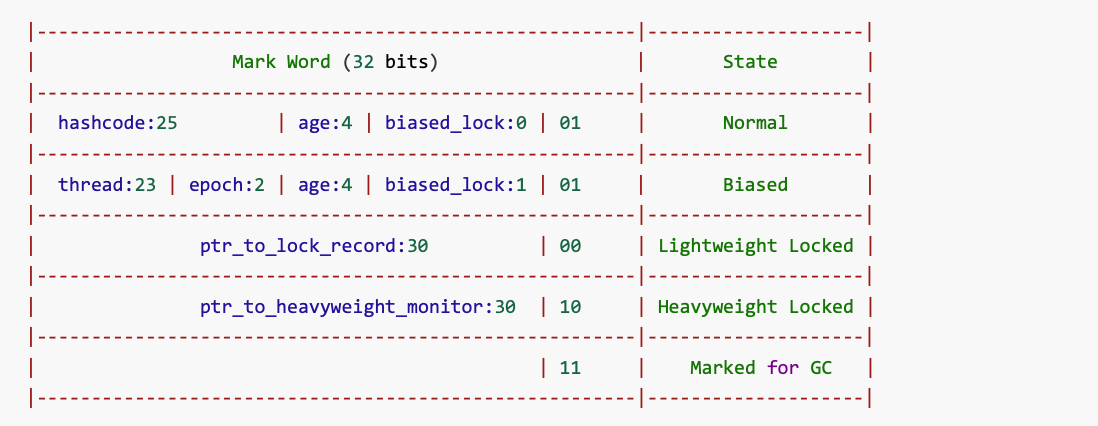 |-------------------------------------------------------|--------------------|
| Mark Word (32 bits) | State |
|-------------------------------------------------------|--------------------|
| hashcode:25 | age:4 | biased_lock:0 | 01 | Normal |
|-------------------------------------------------------|--------------------|
| thread:23 | epoch:2 | age:4 | biased_lock:1 | 01 | Biased |
|-------------------------------------------------------|--------------------|
| ptr_to_lock_record:30 | 00 | Lightweight Locked |
|-------------------------------------------------------|--------------------|
| ptr_to_heavyweight_monitor:30 | 10 | Heavyweight Locked |
|-------------------------------------------------------|--------------------|
| | 11 | Marked for GC |
|-------------------------------------------------------|--------------------|